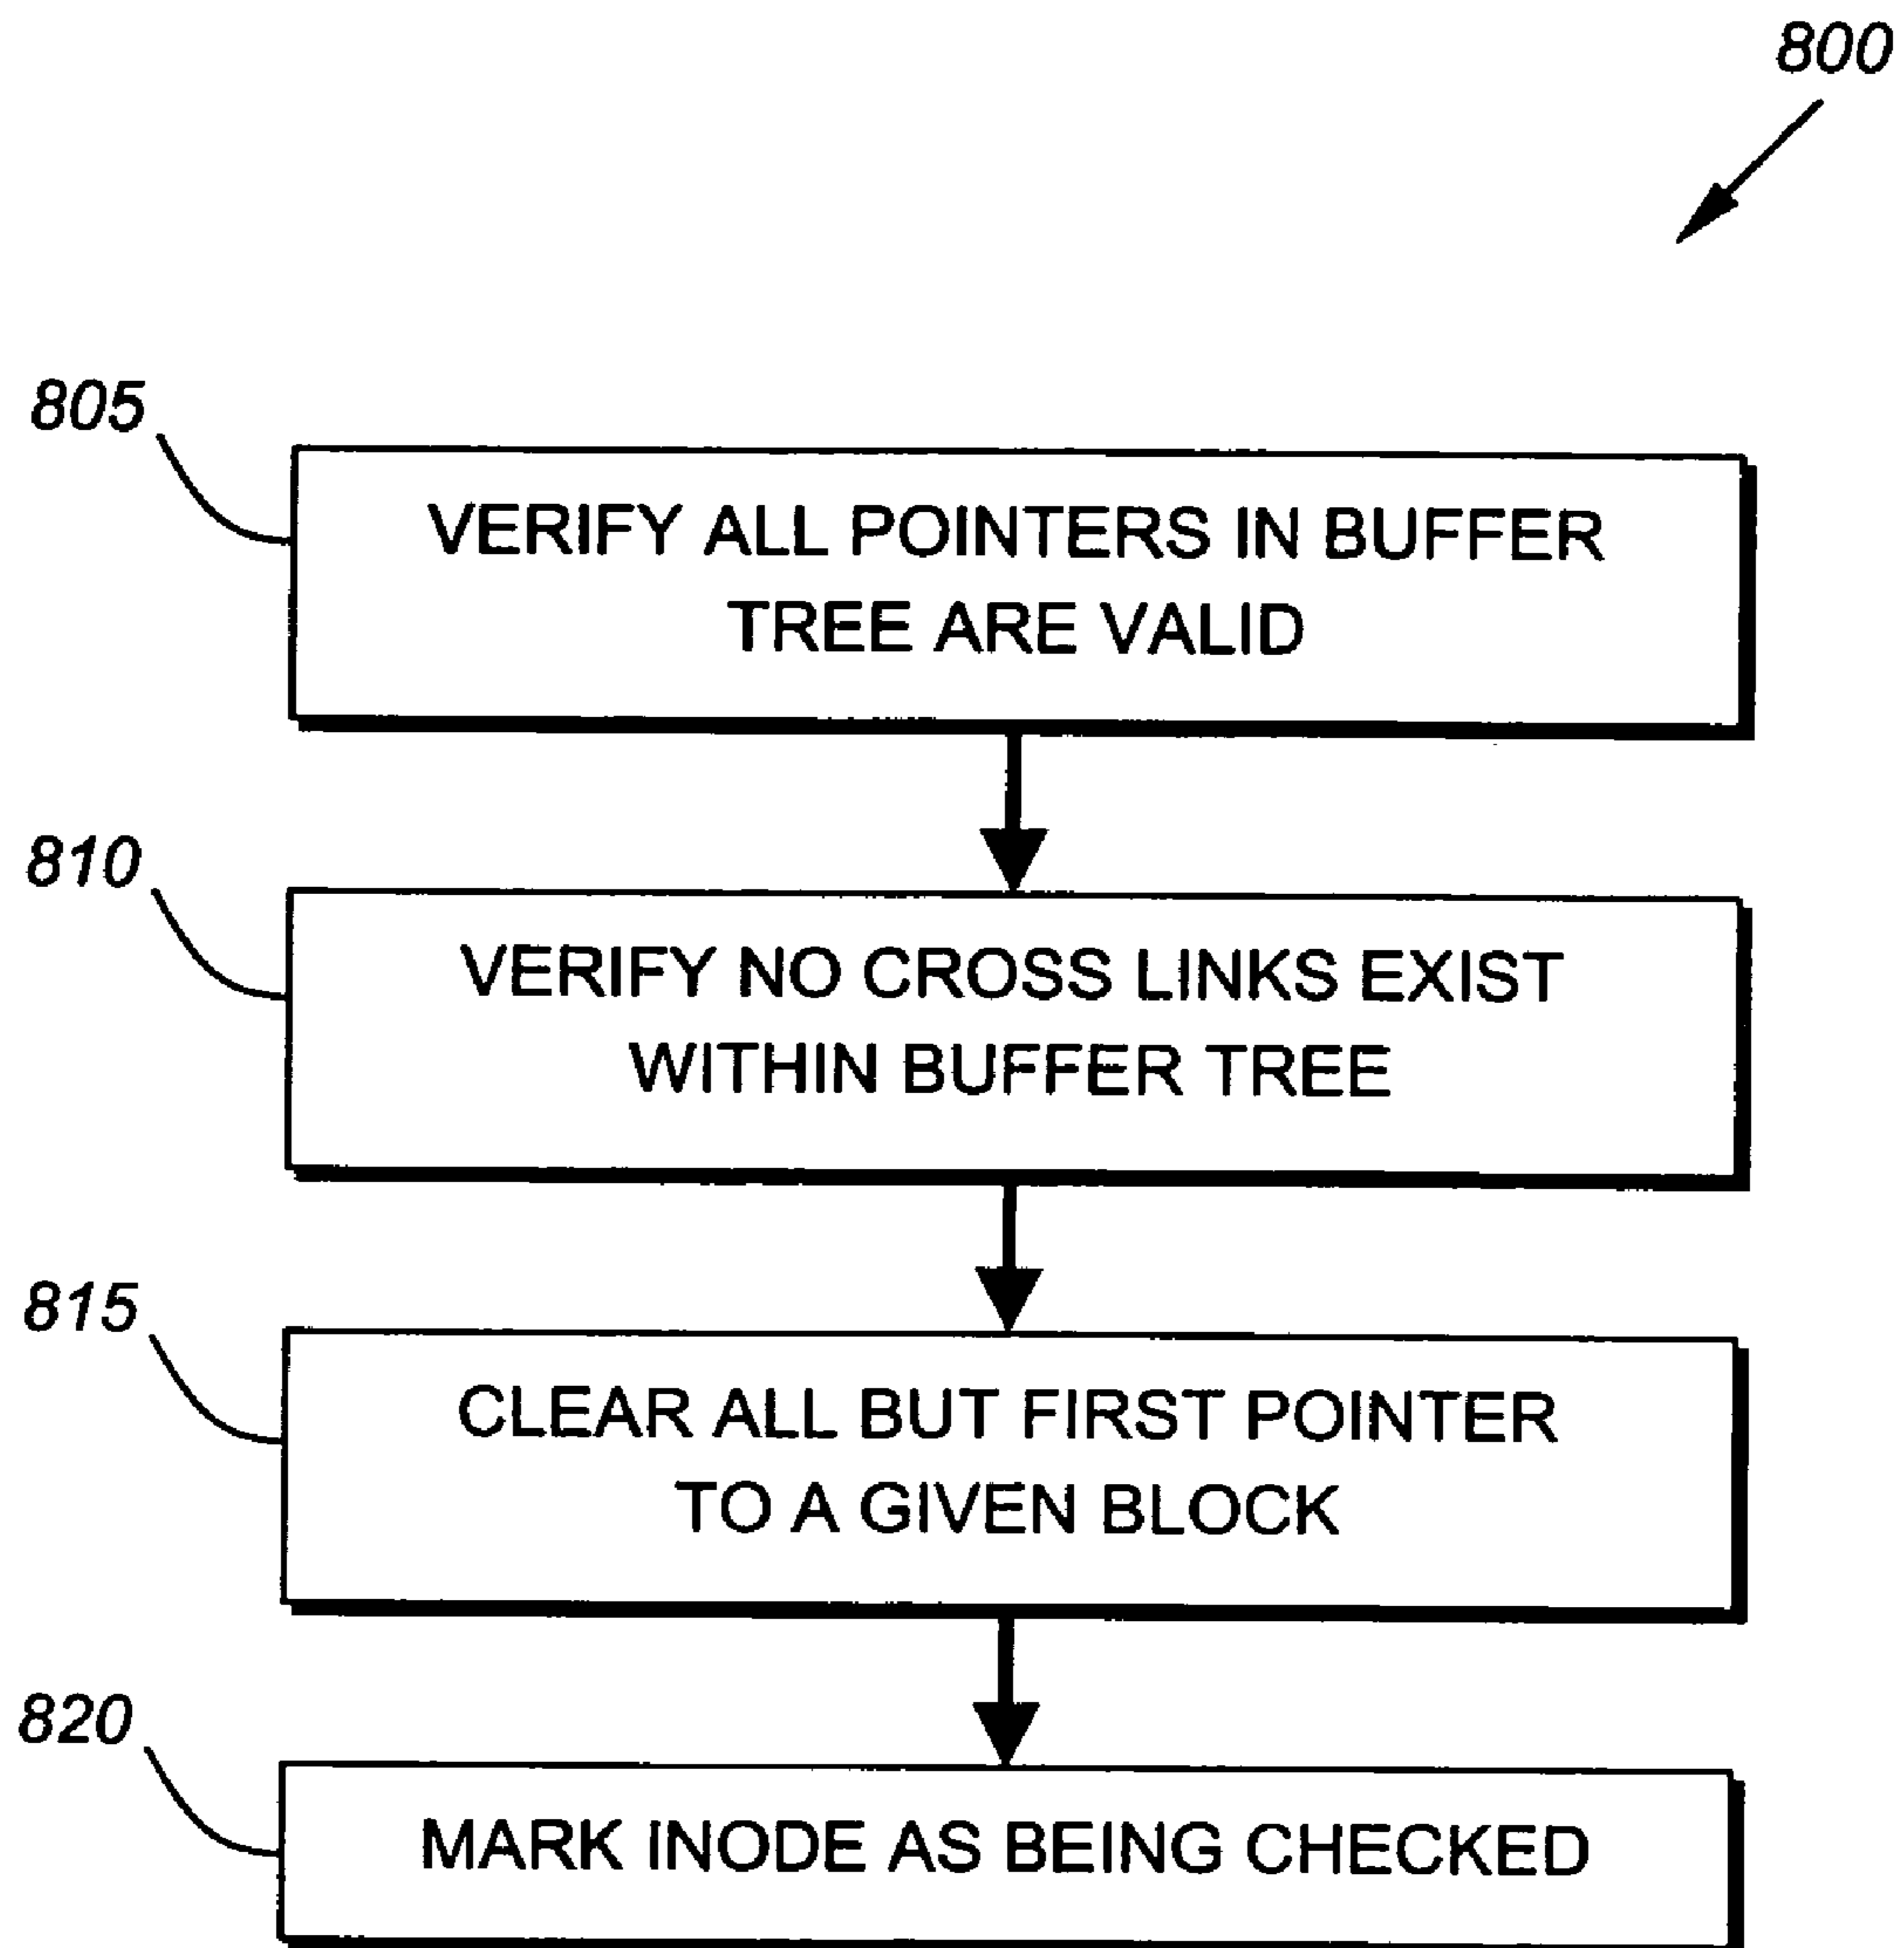 800
805
VERIFY ALL POINTERS IN BUFFER
TREE ARE VALID
810
VERIFY NO CROSS LINKS EXIST
WITHIN BUFFER TREE
815
CLEAR ALL BUT FIRST POINTER
TO A GIVEN BLOCK
820
MARK INODE AS BEING CHECKED